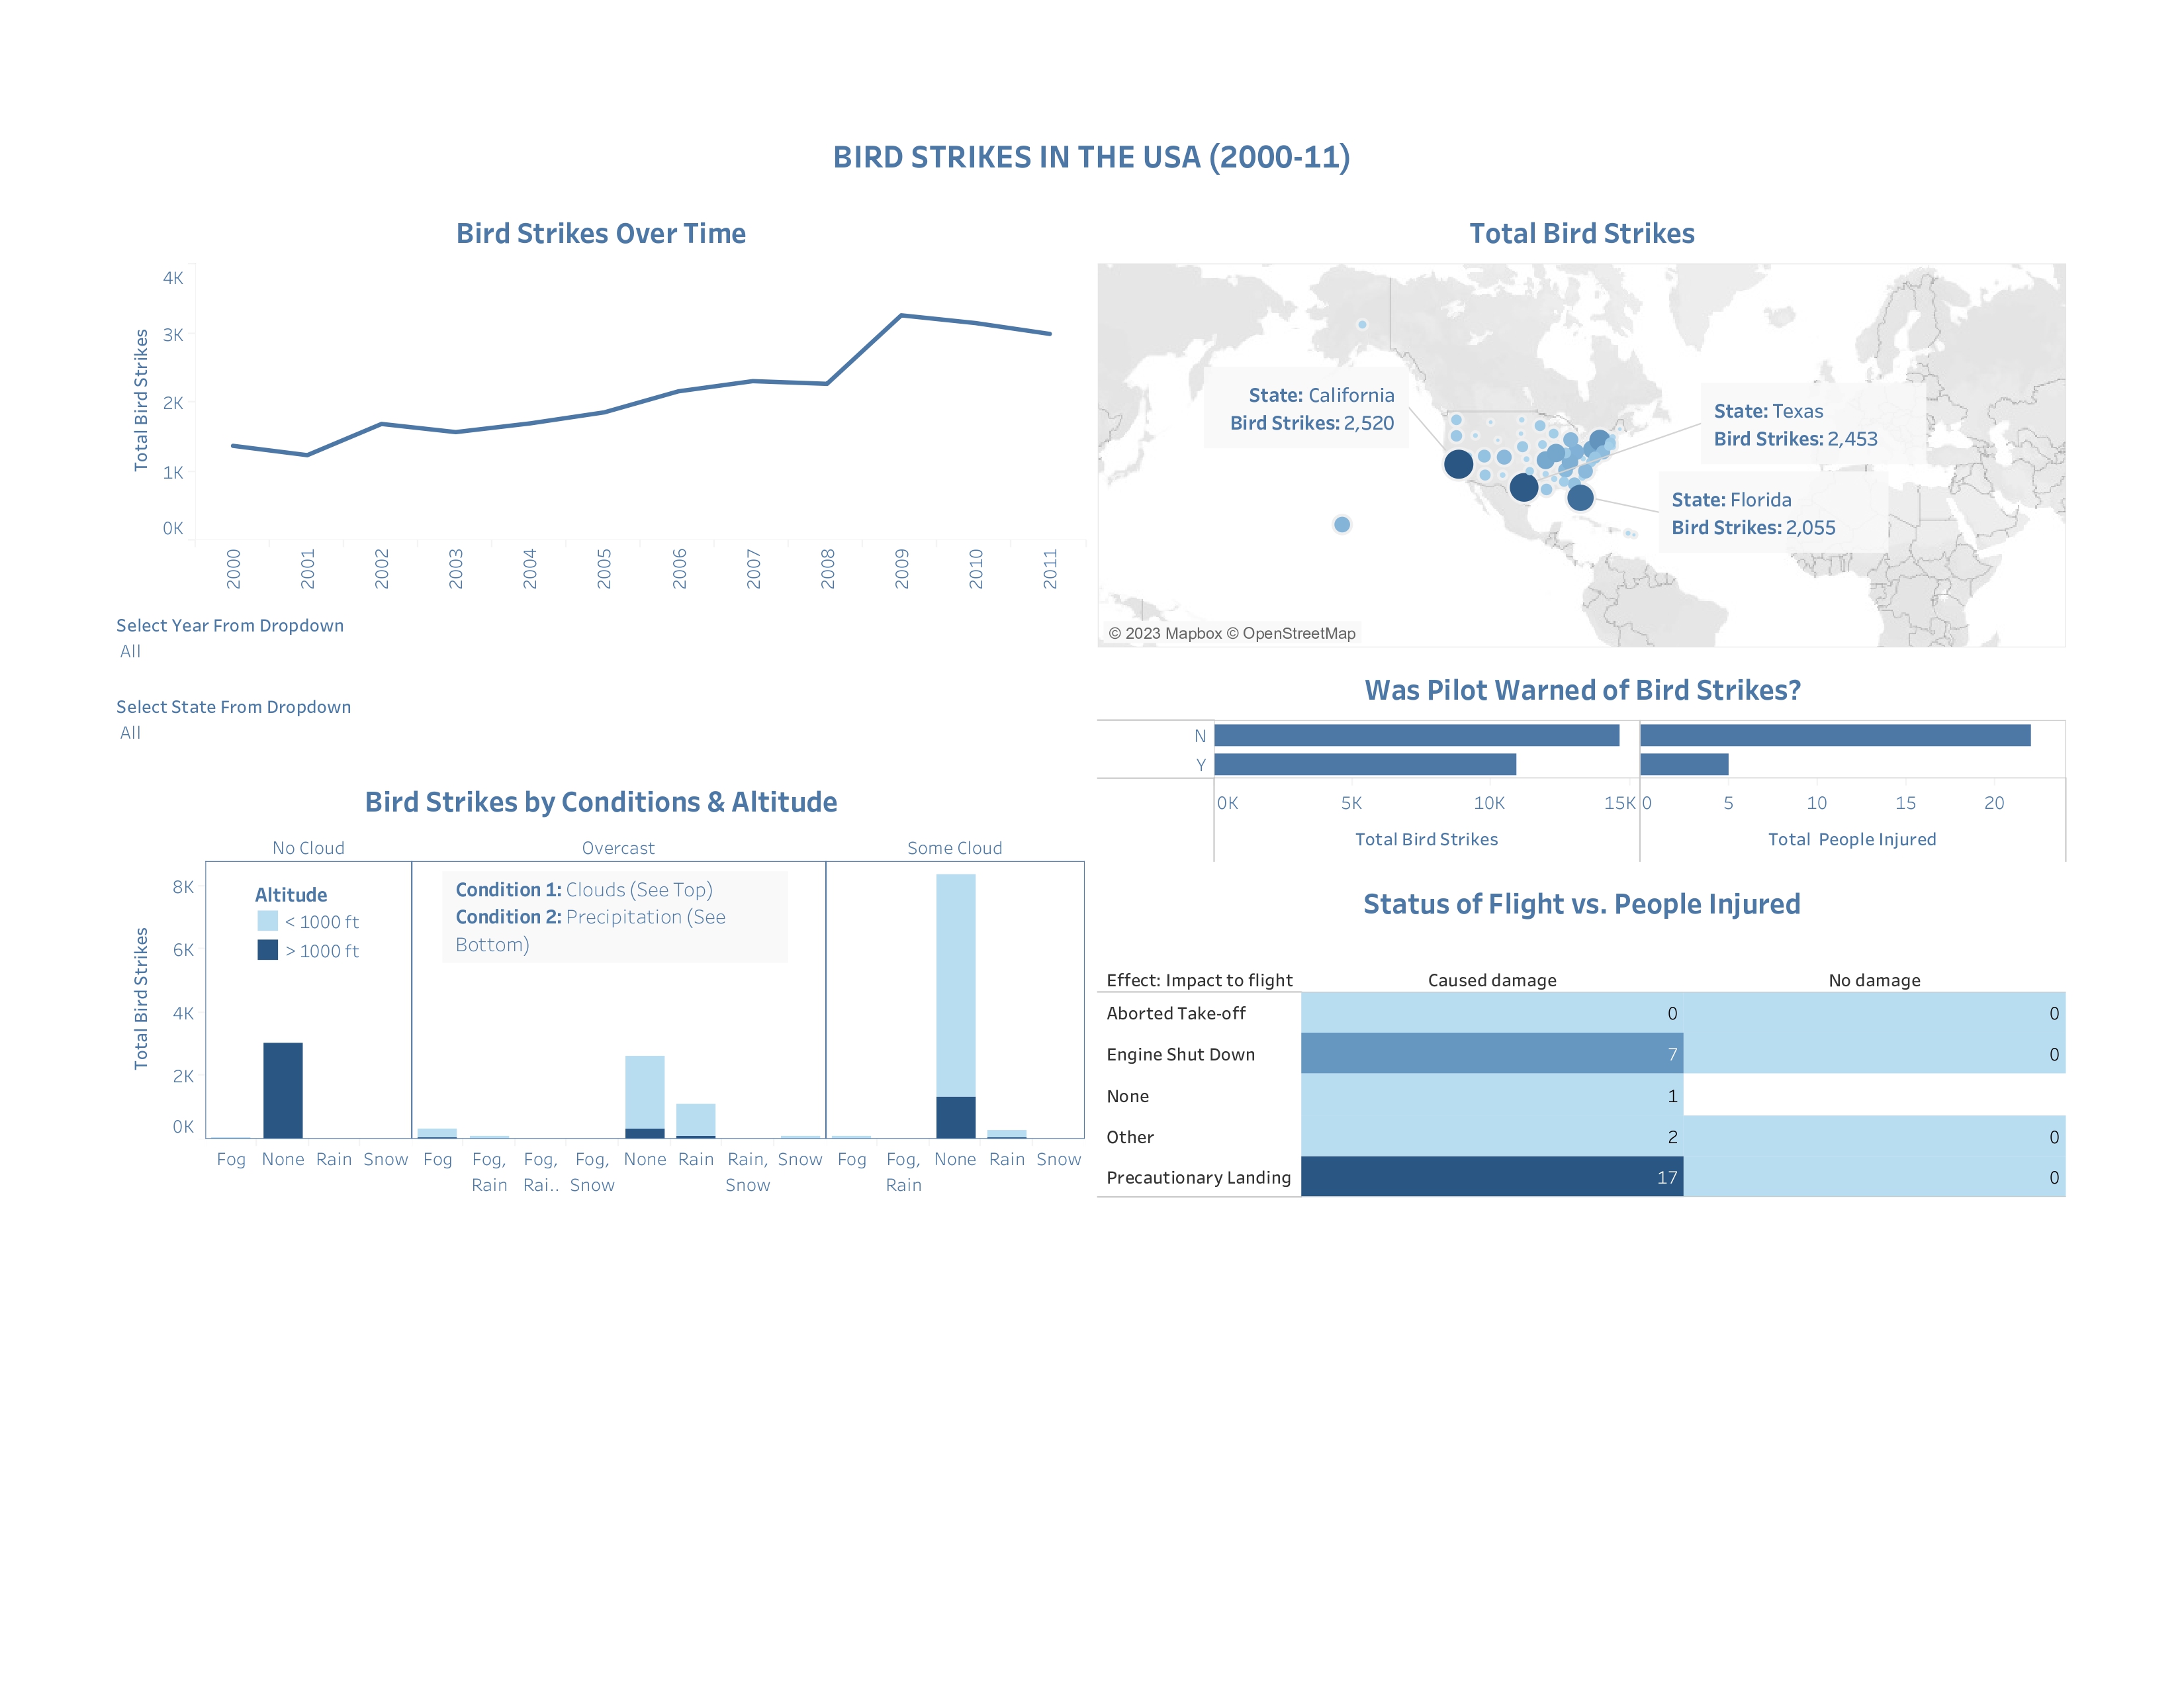 BIRD STRIKES IN THE USA (2000-11)
Bird Strikes Over Time
4K
3K
2K
1K
0K
Total Bird Strikes
2000
2001
2002
2003
2004
2005
2006
2007
2008
2009
2010
2011
Select Year From Dropdown
All
Select State From Dropdown
All
Total Bird Strikes
State: California
Bird Strikes: 2,520
State: Texas
Bird Strikes: 2,453
State: Florida
Bird Strikes: 2,055
© 2023 Mapbox © OpenStreetMap
Was Pilot Warned of Bird Strikes?
N
Y
0K 5K 10K 15K 0 5 10 15 20
Total Bird Strikes
Total People Injured
Bird Strikes by Conditions & Altitude
No Cloud Overcast Some Cloud
8K
6K
4K
2K
0K
Total Bird Strikes
Altitude
< 1000 ft
> 1000 ft
Condition 1: Clouds (See Top)
Condition 2: Precipitation (See
Bottom)
Fog None Rain Snow Fog Fog, Fog, Fog, None Rain Rain, Snow Fog Fog, None Rain Snow
Rain Rai.. Snow Snow Rain
Status of Flight vs. People Injured
Effect: Impact to flight Caused damage No damage
Aborted Take-off 0 0
Engine Shut Down 7 0
None 1
Other 2 0
Precautionary Landing 17 0